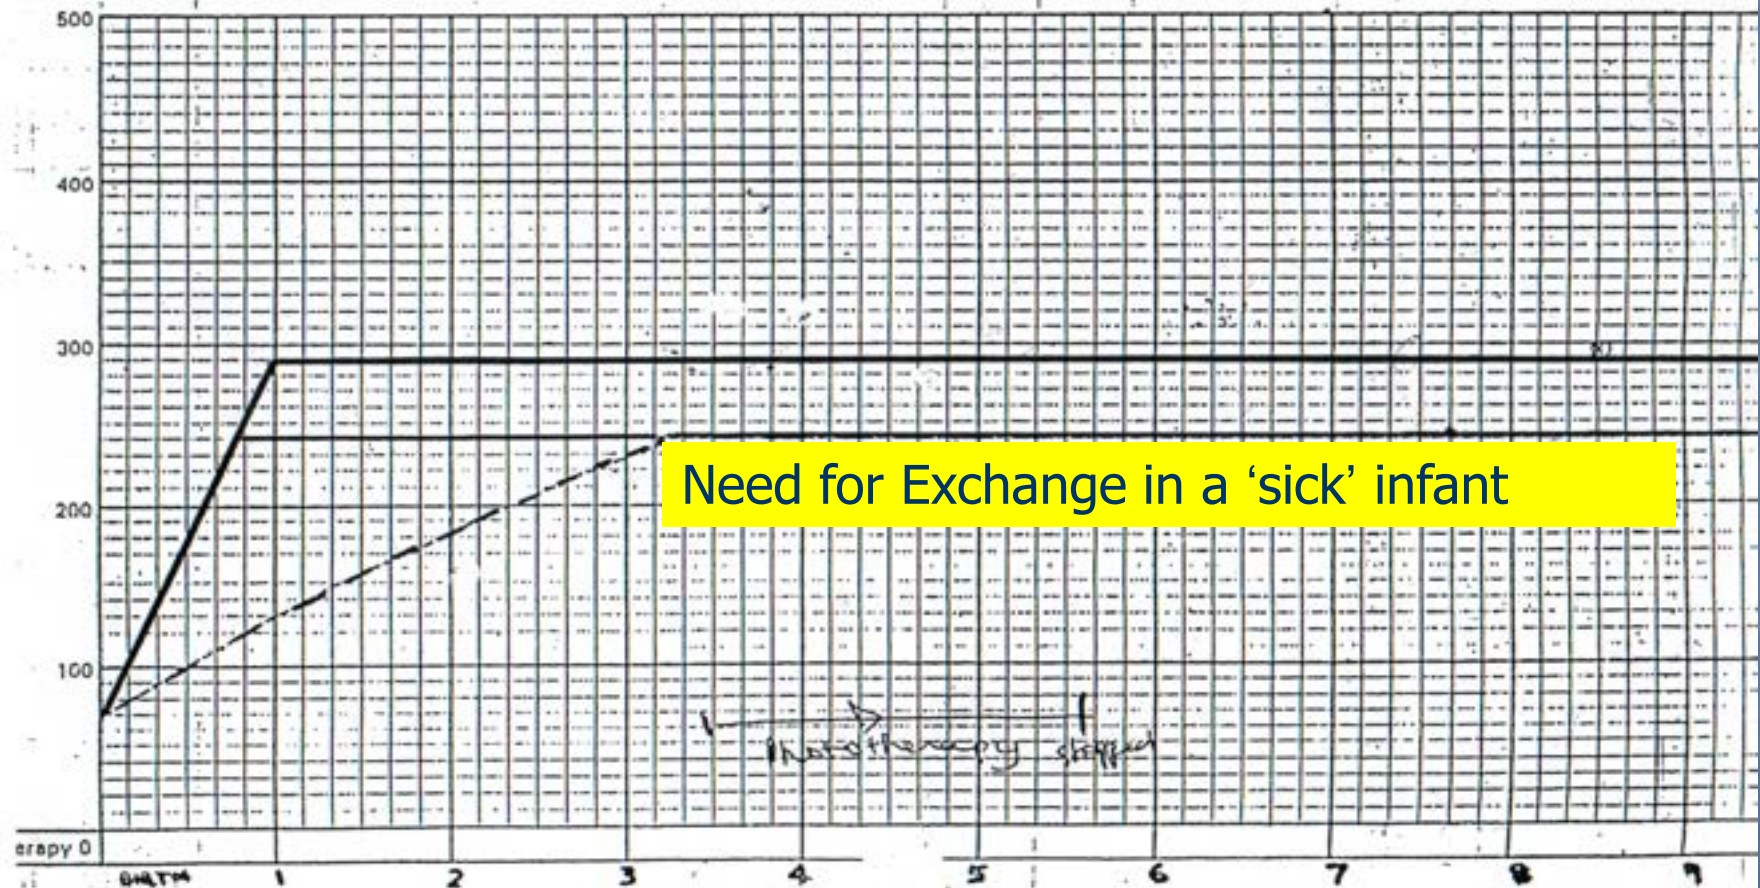 500
400
300
Need for Exchange in a ‘sick’ infant
200
100
Phototherapy stopped
erapy 0
BIRTH 1 2 3 4 5 6 7 8 9